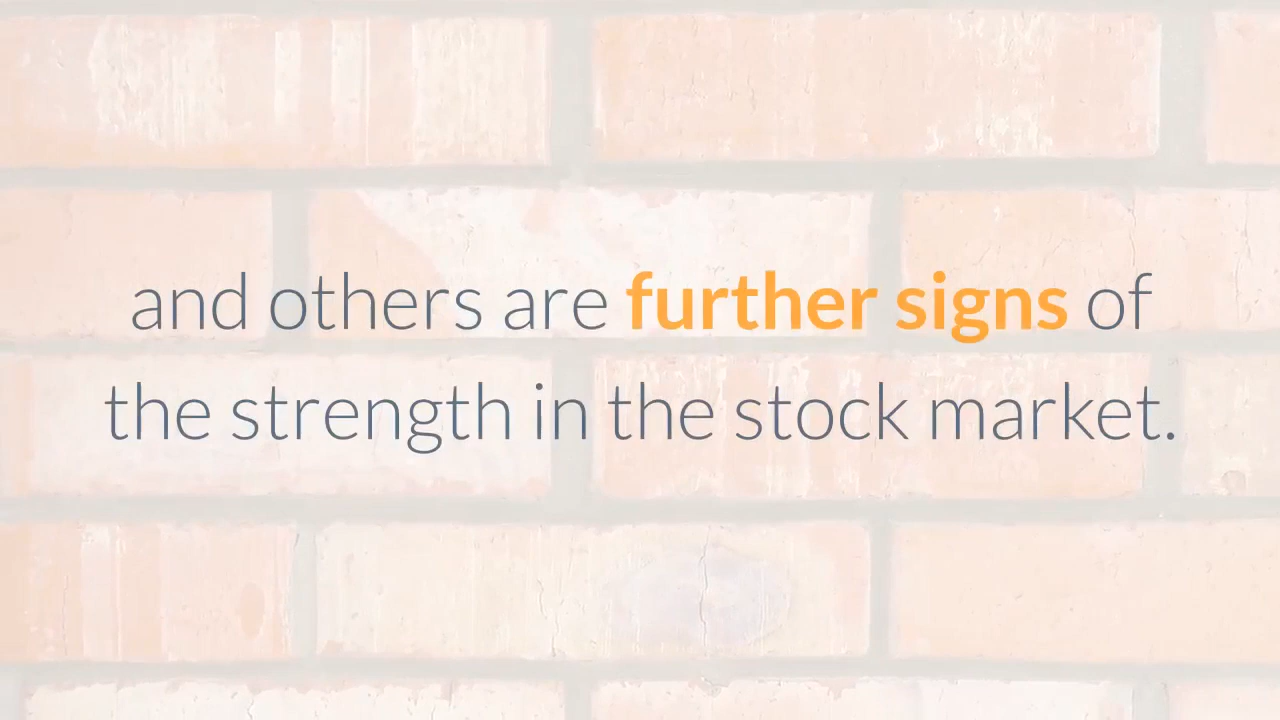 and others are further signs of
the strength in the stock market.